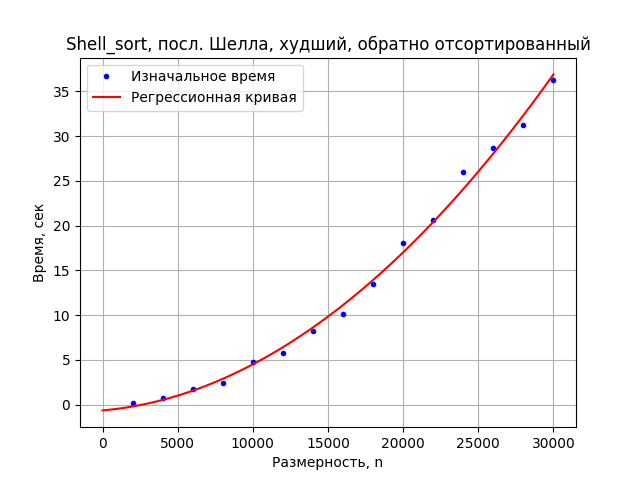 Shell_sort, посл. Шелла, худший, обратно отсортированный
Изначальное время
Регрессионная кривая
Время, сек
35
30
25
20
15
10
5
0
0 5000 10000 15000 20000 25000 30000
Размерность, n